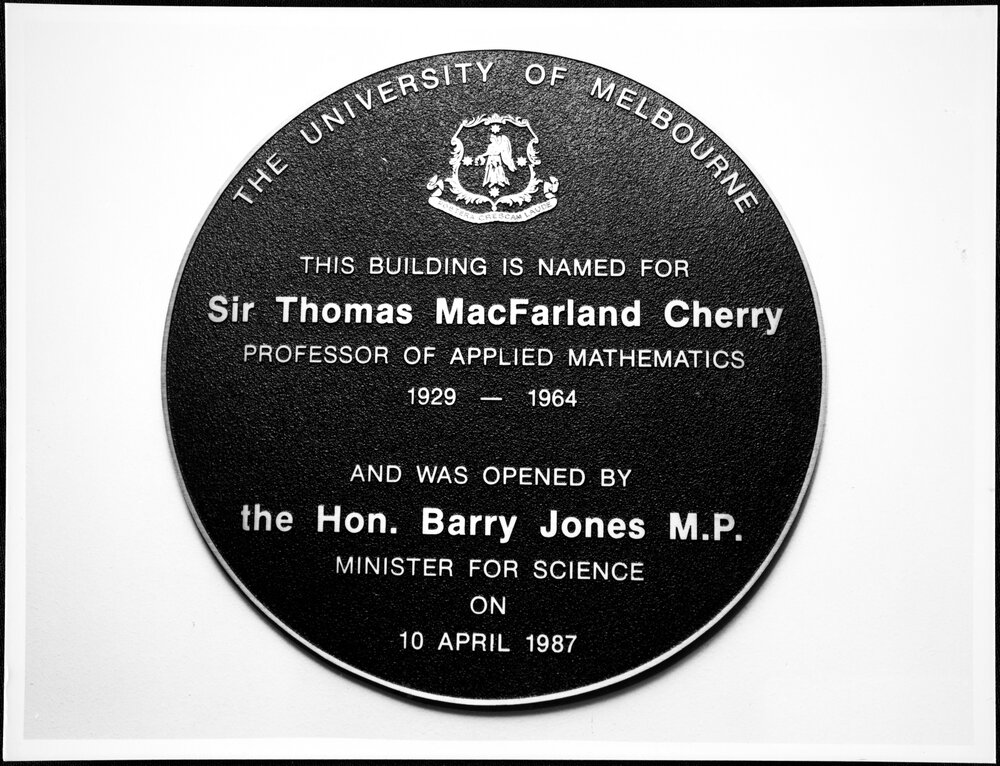 THE UNIVERSITY OF MELBOURNE
POSTERA CRESCAM LAUDE
THIS BUILDING IS NAMED FOR
Sir Thomas MacFarland Cherry
PROFESSOR OF APPLIED MATHEMATICS
1929 — 1964
AND WAS OPENED BY
the Hon. Barry Jones M.P.
MINISTER FOR SCIENCE
ON
10 APRIL 1987